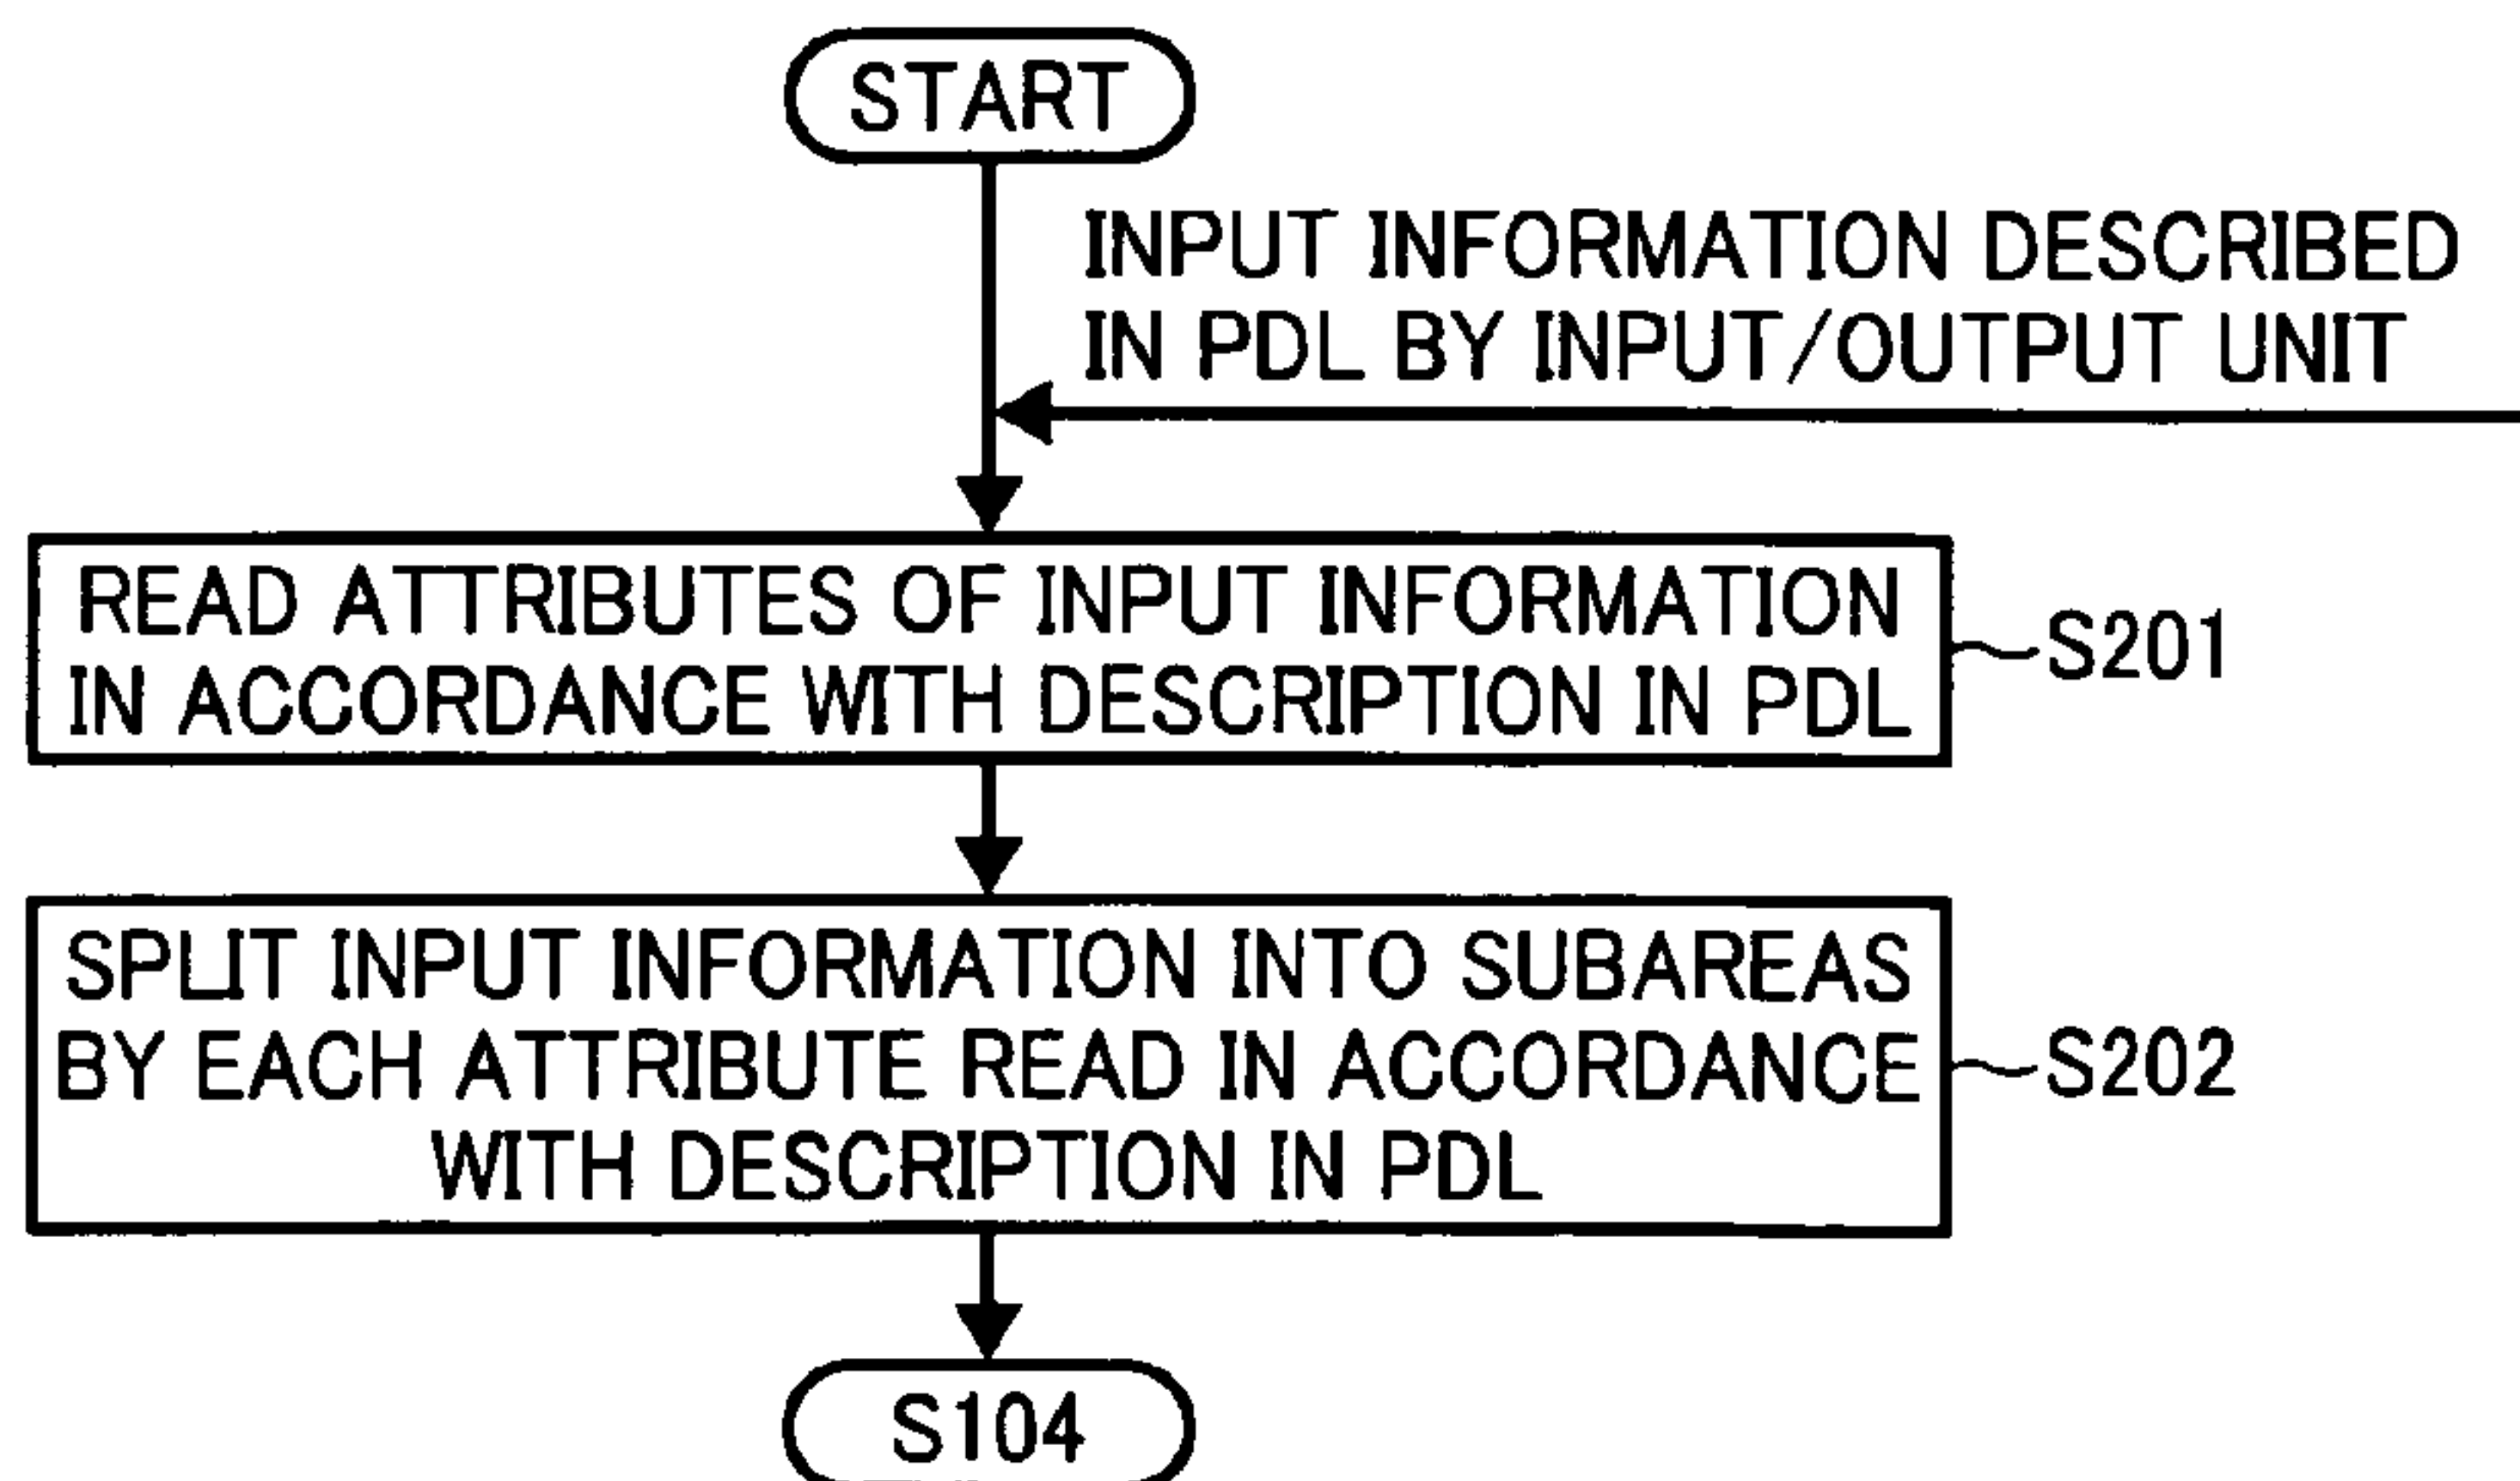 START
INPUT INFORMATION DESCRIBED
IN PDL BY INPUT/OUTPUT UNIT
READ ATTRIBUTES OF INPUT INFORMATION
IN ACCORDANCE WITH DESCRIPTION IN PDL
S201
SPLIT INPUT INFORMATION INTO SUBAREAS
BY EACH ATTRIBUTE READ IN ACCORDANCE
WITH DESCRIPTION IN PDL
S202
S104